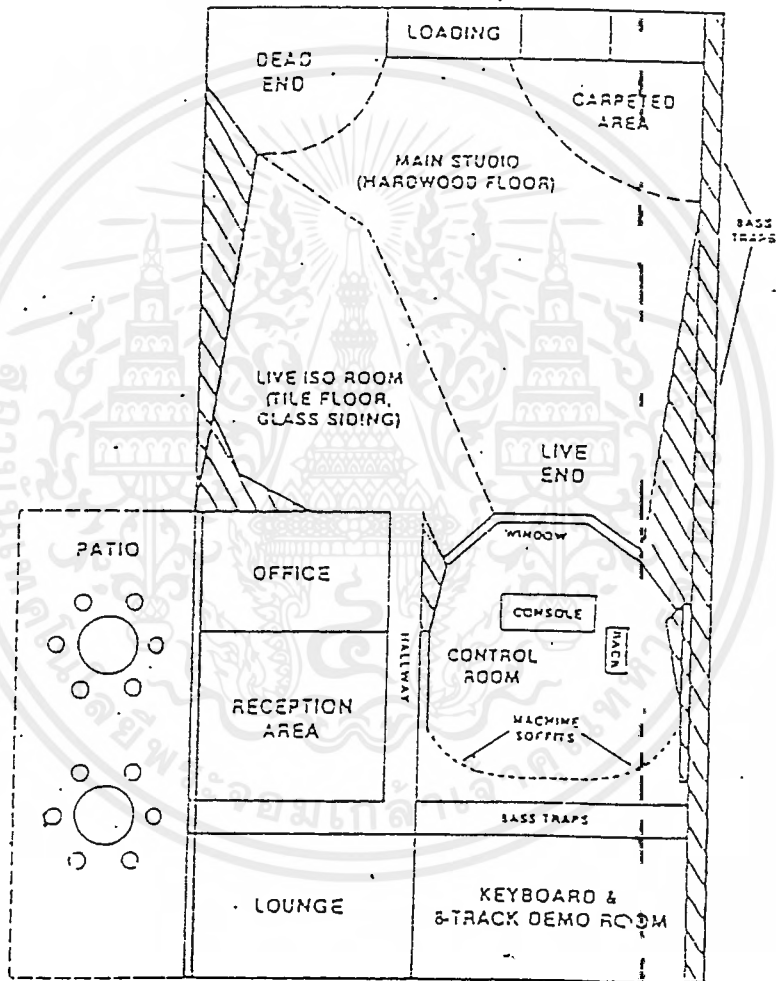 LOADING
DEAD
END
CARPETED
AREA
MAIN STUDIO
(HARDWOOD FLOOR)
BASS
TRAPS
LIVE ISO ROOM
(TILE FLOOR,
GLASS SIDING)
LIVE
END
PATIO
WINDOW
OFFICE
CONSOLE
RACK
HALLWAY
CONTROL
ROOM
RECEPTION
AREA
MACHINE
SOFFITS
BASS TRAPS
LOUNGE
KEYBOARD &
8-TRACK DEMO ROOM